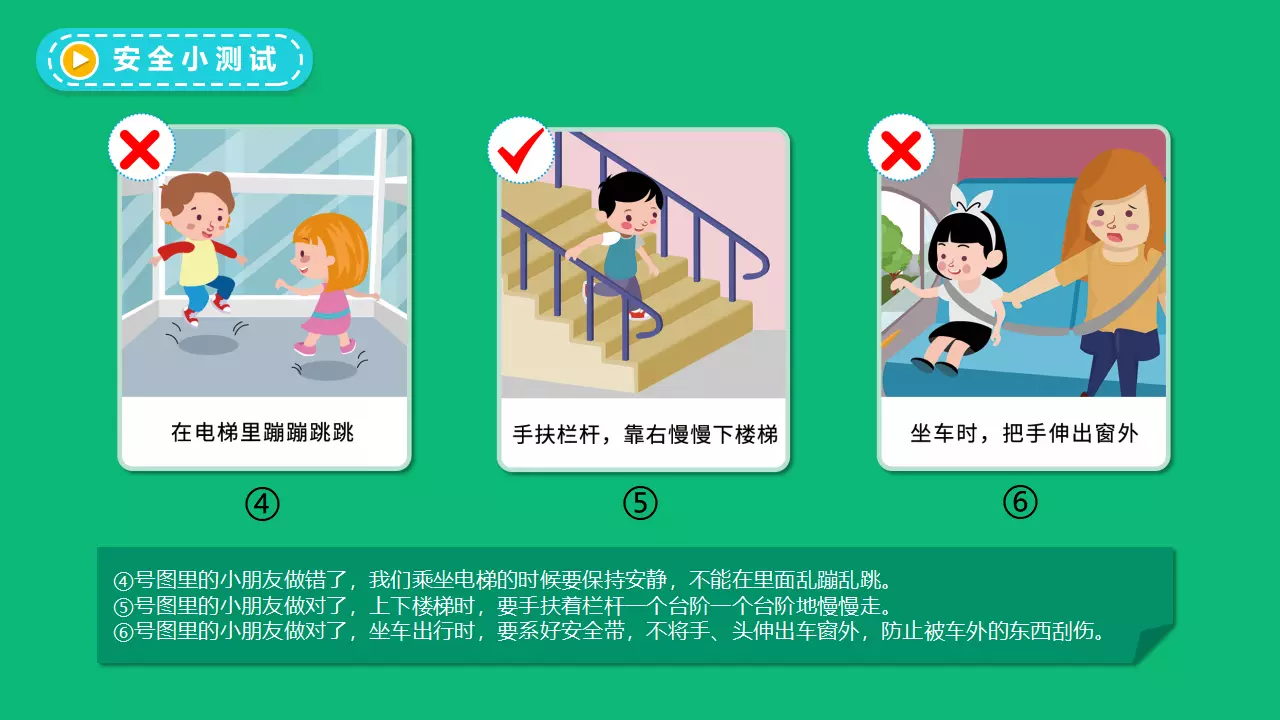 安全小测试
在电梯里蹦蹦跳跳
手扶栏杆，靠右慢慢下楼梯
坐车时，把手伸出窗外
④
⑤
⑥
④号图里的小朋友做错了，我们乘坐电梯的时候要保持安静，不能在里面乱蹦乱跳。
⑤号图里的小朋友做对了，上下楼梯时，要手扶着栏杆一个台阶一个台阶地慢慢走。
⑥号图里的小朋友做对了，坐车出行时，要系好安全带，不将手、头伸出车窗外，防止被车外的东西刮伤。